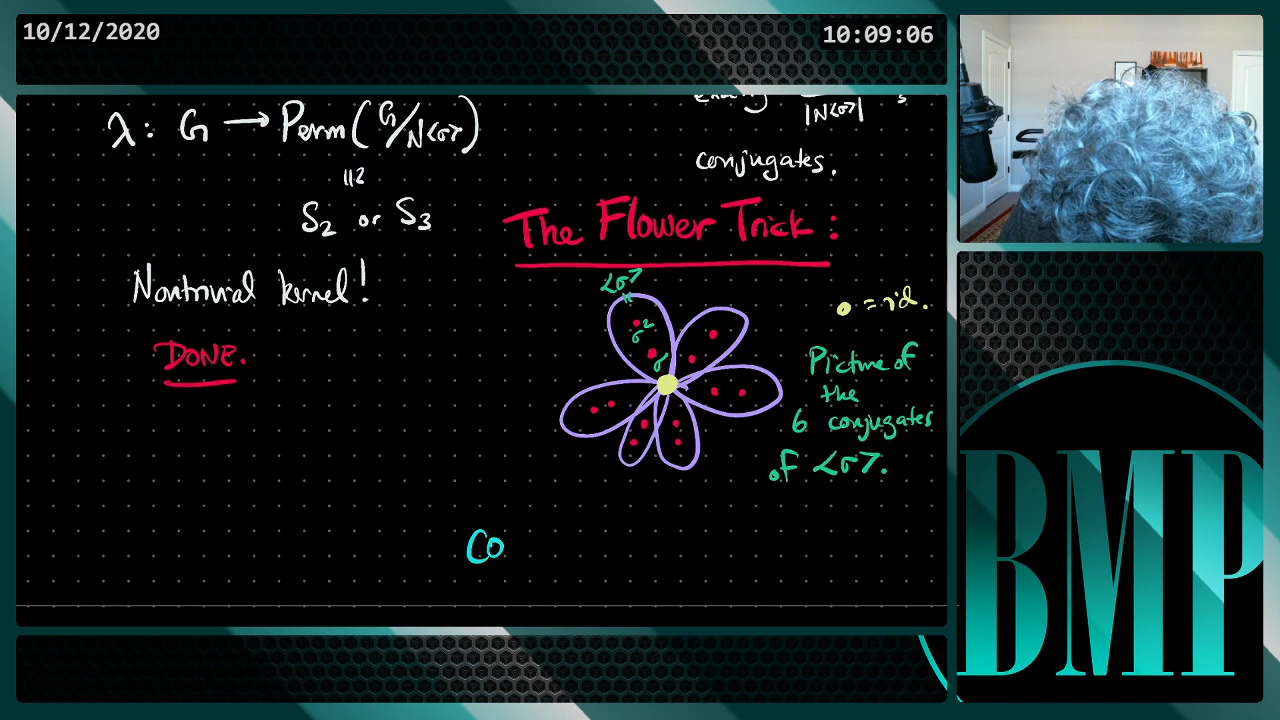 10/12/2020
10:09:06
λ: G → Perm(G/N<σ>)
S₂ or S₃
Nontrivial kernel!
DONE.
|N<σ>|
conjugates.
The Flower Trick:
<σ>
σ²
σ
= id.
Picture of
the
6 conjugates
of <σ>.
Co
BMP